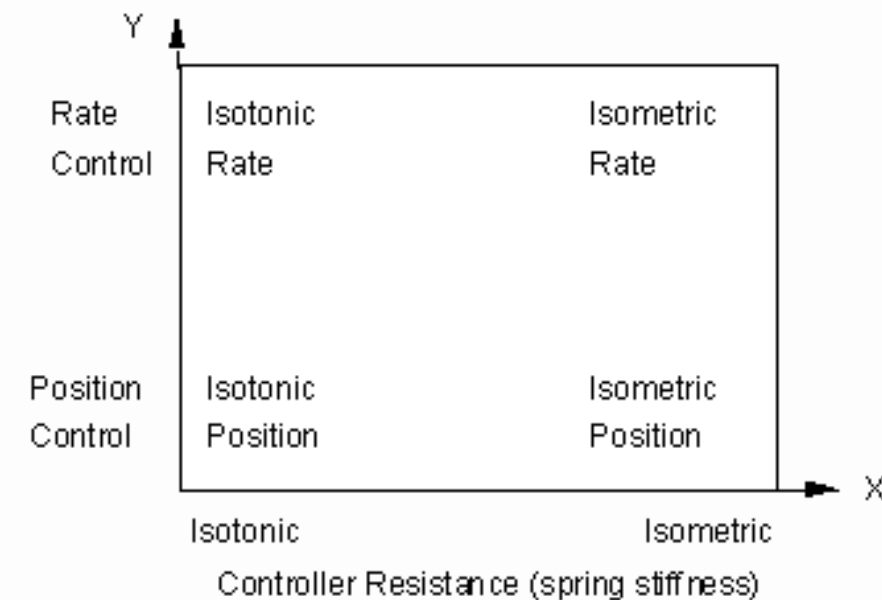 Y
Rate Isotonic Isometric
Control Rate Rate
Position Isotonic Isometric
Control Position Position
X
Isotonic Isometric
Controller Resistance (spring stiffness)